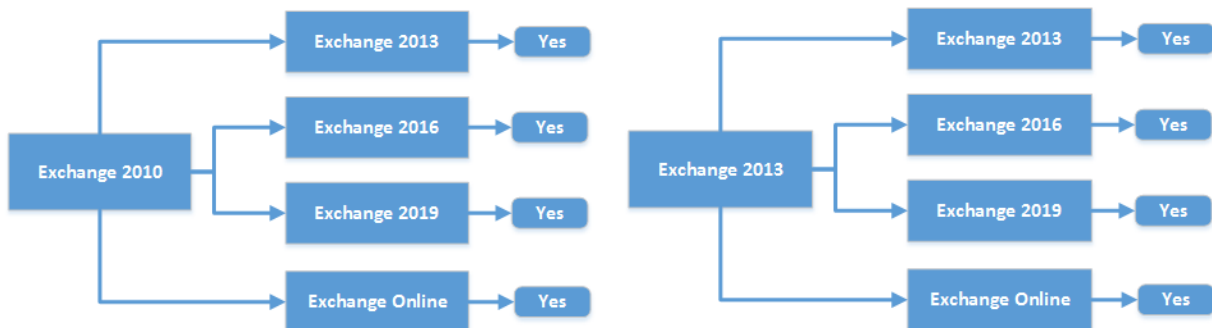 Exchange 2010
Exchange 2013
Yes
Exchange 2016
Yes
Exchange 2019
Yes
Exchange Online
Yes
Exchange 2013
Exchange 2013
Yes
Exchange 2016
Yes
Exchange 2019
Yes
Exchange Online
Yes